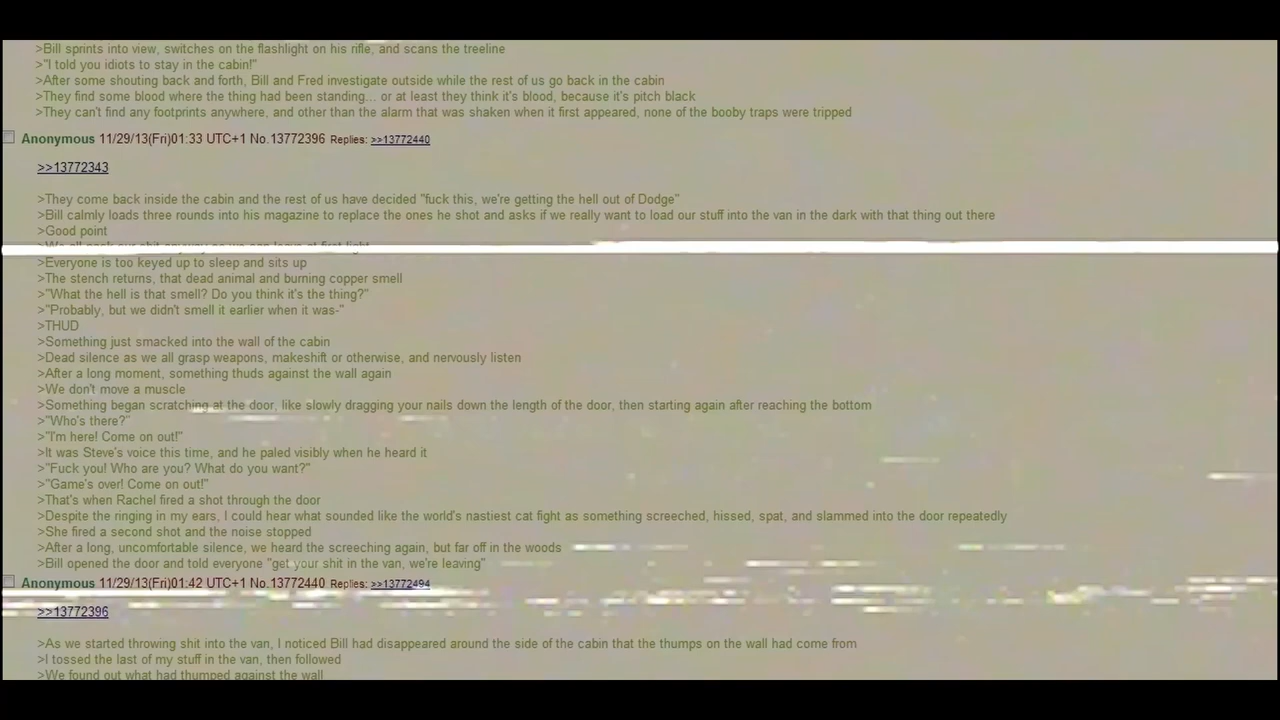 >Bill sprints into view, switches on the flashlight on his rifle, and scans the treeline
>"I told you idiots to stay in the cabin!"
>After some shouting back and forth, Bill and Fred investigate outside while the rest of us go back in the cabin
>They find some blood where the thing had been standing... or at least they think it's blood, because it's pitch black
>They can't find any footprints anywhere, and other than the alarm that was shaken when it first appeared, none of the booby traps were tripped
Anonymous 11/29/13(Fri)01:33 UTC+1 No.13772396 Replies: >>13772440
>>13772343
>They come back inside the cabin and the rest of us have decided "fuck this, we're getting the hell out of Dodge"
>Bill calmly loads three rounds into his magazine to replace the ones he shot and asks if we really want to load our stuff into the van in the dark with that thing out there
>Good point
>We all pack our shit anyway so we can leave at first light
>Everyone is too keyed up to sleep and sits up
>The stench returns, that dead animal and burning copper smell
>"What the hell is that smell? Do you think it's the thing?"
>"Probably, but we didn't smell it earlier when it was-"
>THUD
>Something just smacked into the wall of the cabin
>Dead silence as we all grasp weapons, makeshift or otherwise, and nervously listen
>After a long moment, something thuds against the wall again
>We don't move a muscle
>Something began scratching at the door, like slowly dragging your nails down the length of the door, then starting again after reaching the bottom
>"Who's there?"
>"I'm here! Come on out!"
>It was Steve's voice this time, and he paled visibly when he heard it
>"Fuck you! Who are you? What do you want?"
>"Game's over! Come on out!"
>That's when Rachel fired a shot through the door
>Despite the ringing in my ears, I could hear what sounded like the world's nastiest cat fight as something screeched, hissed, spat, and slammed into the door repeatedly
>She fired a second shot and the noise stopped
>After a long, uncomfortable silence, we heard the screeching again, but far off in the woods
>Bill opened the door and told everyone "get your shit in the van, we're leaving"
Anonymous 11/29/13(Fri)01:42 UTC+1 No.13772440 Replies: >>13772494
>>13772396
>As we started throwing shit into the van, I noticed Bill had disappeared around the side of the cabin that the thumps on the wall had come from
>I tossed the last of my stuff in the van, then followed
>We found out what had thumped against the wall